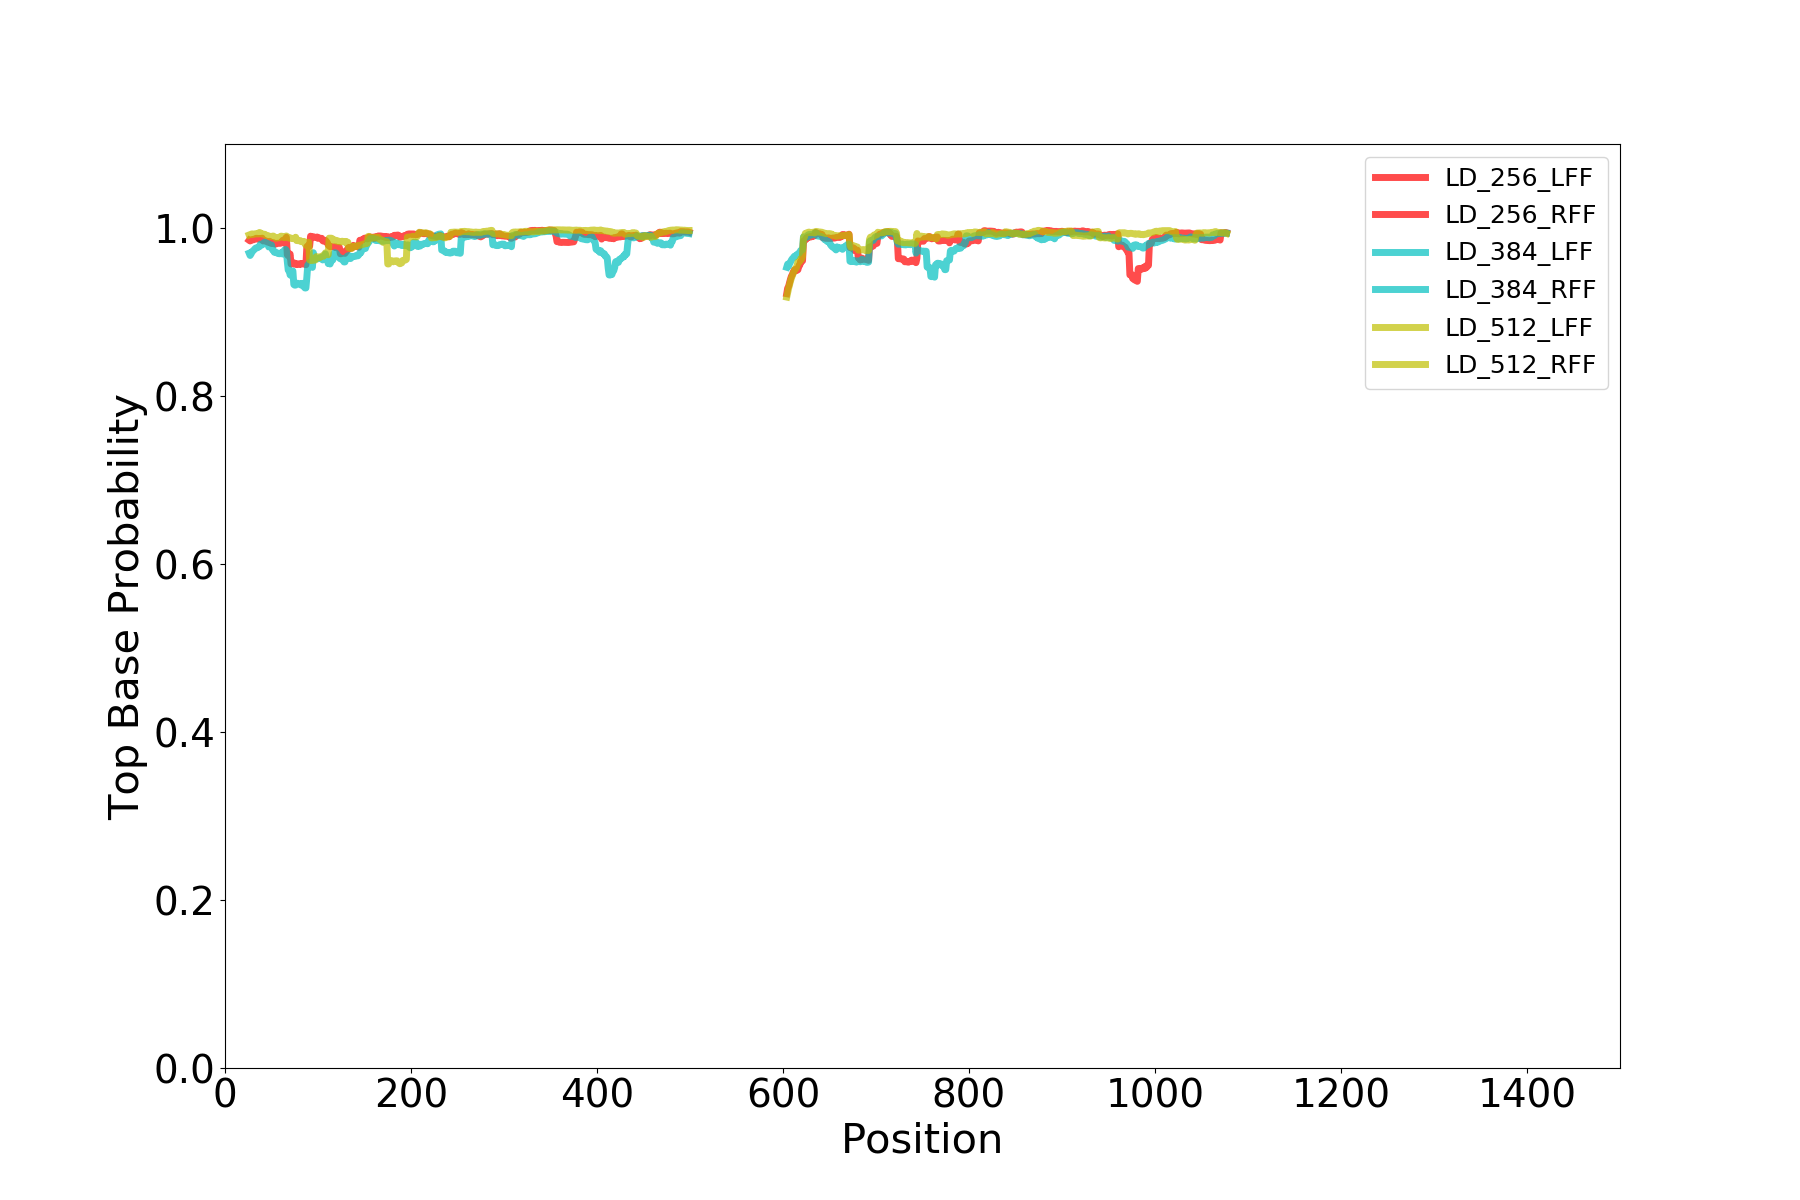 LD_256_LFF
LD_256_RFF
LD_384_LFF
LD_384_RFF
LD_512_LFF
LD_512_RFF
1.0
0.8
0.6
0.4
0.2
0.0
Top Base Probability
0 200 400 600 800 1000 1200 1400
Position